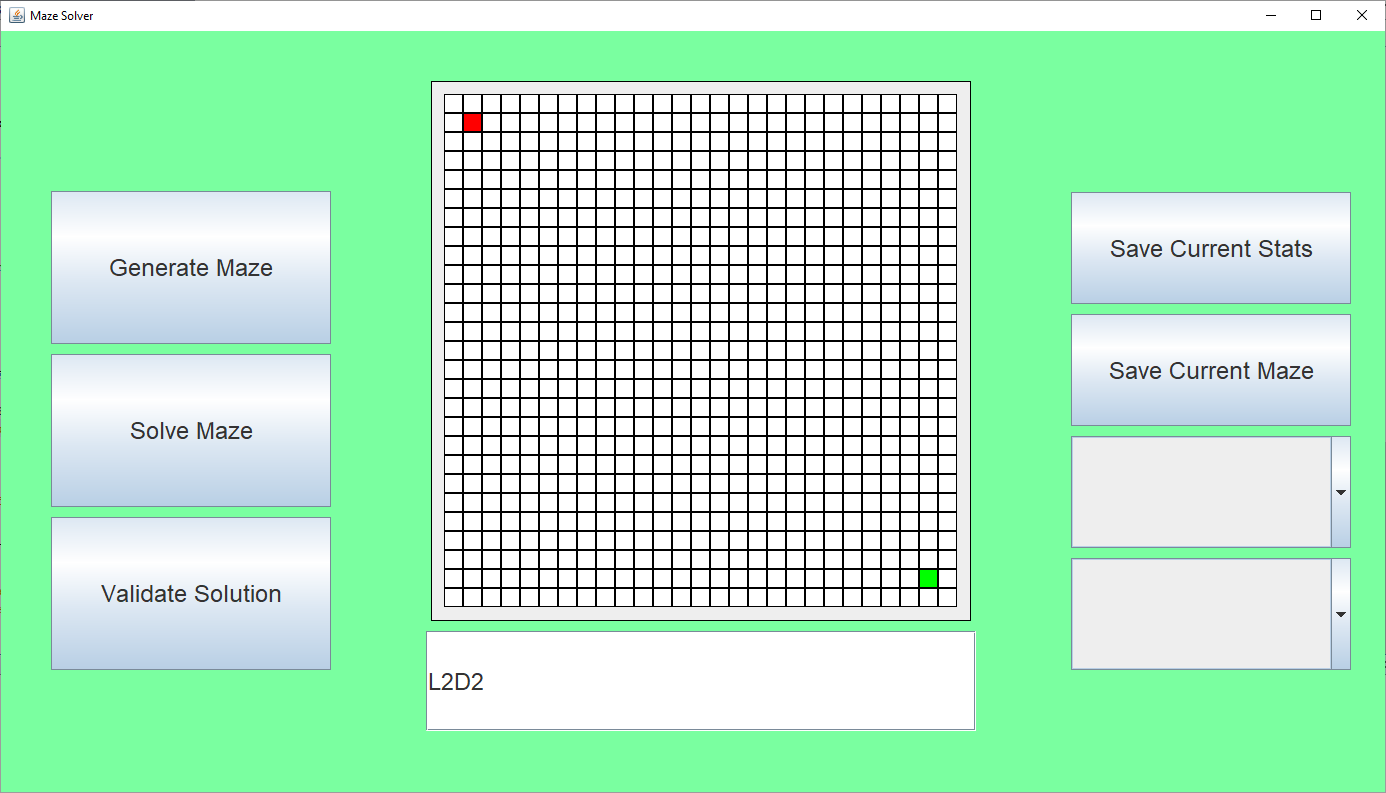 Maze Solver
Generate Maze
Solve Maze
Validate Solution
L2D2
Save Current Stats
Save Current Maze